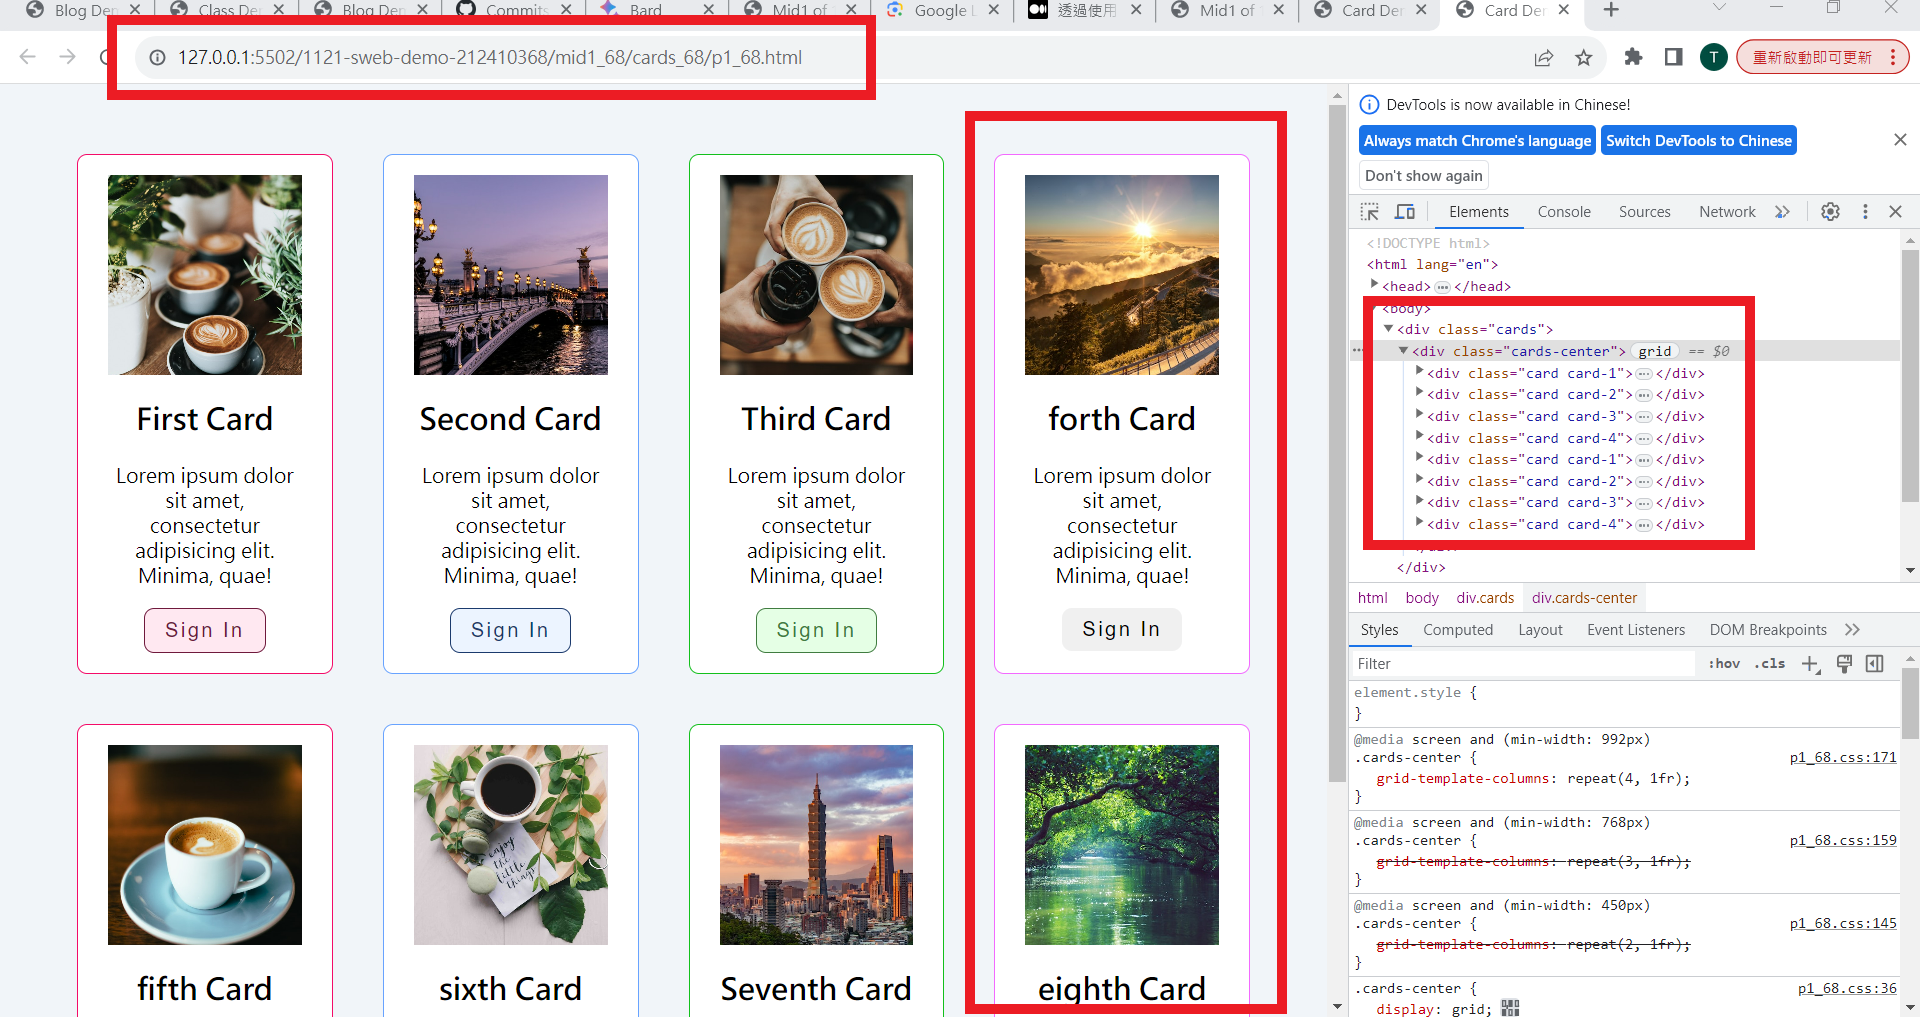 Blog Den
Class De
Blog Den
Commits
Bard
Mid1 of
Google L
透過使用
Mid1 of
Card Der
Card Der
127.0.0.1:5502/1121-sweb-demo-212410368/mid1_68/cards_68/p1_68.html
T
重新啟動即可更新
First Card
Lorem ipsum dolor
sit amet,
consectetur
adipisicing elit.
Minima, quae!
Sign In
Second Card
Lorem ipsum dolor
sit amet,
consectetur
adipisicing elit.
Minima, quae!
Sign In
Third Card
Lorem ipsum dolor
sit amet,
consectetur
adipisicing elit.
Minima, quae!
Sign In
forth Card
Lorem ipsum dolor
sit amet,
consectetur
adipisicing elit.
Minima, quae!
Sign In
fifth Card
enjoy
the
little
things
sixth Card
Seventh Card
eighth Card
DevTools is now available in Chinese!
Always match Chrome's language
Switch DevTools to Chinese
Don't show again
Elements Console Sources Network
<!DOCTYPE html>
<html lang="en">
<head>…</head>
<body>
<div class="cards">
<div class="cards-center"> grid == $0
<div class="card card-1">…</div>
<div class="card card-2">…</div>
<div class="card card-3">…</div>
<div class="card card-4">…</div>
<div class="card card-1">…</div>
<div class="card card-2">…</div>
<div class="card card-3">…</div>
<div class="card card-4">…</div>
</div>
</div>
html body div.cards div.cards-center
Styles Computed Layout Event Listeners DOM Breakpoints
Filter :hov .cls
element.style {
}
@media screen and (min-width: 992px)
.cards-center { p1_68.css:171
grid-template-columns: repeat(4, 1fr);
}
@media screen and (min-width: 768px)
.cards-center { p1_68.css:159
grid-template-columns: repeat(3, 1fr);
}
@media screen and (min-width: 450px)
.cards-center { p1_68.css:145
grid-template-columns: repeat(2, 1fr);
}
.cards-center { p1_68.css:36
display: grid;